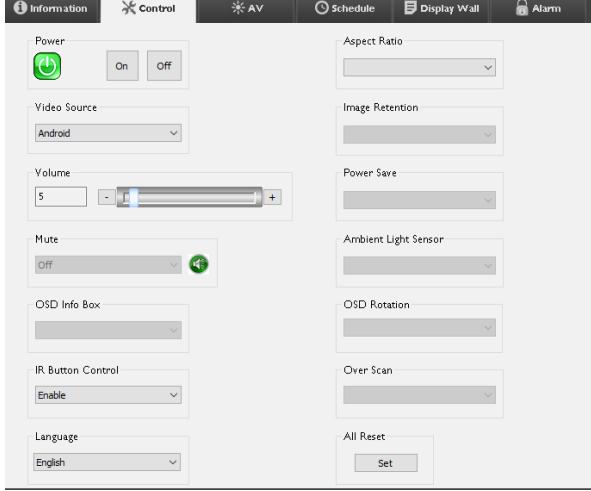 Information Control AV Schedule Display Wall Alarm
Power
On Off
Aspect Ratio
Video Source
Android
Image Retention
Volume
5 - +
Power Save
Mute
Off
Ambient Light Sensor
OSD Info Box
OSD Rotation
IR Button Control
Enable
Over Scan
Language
English
All Reset
Set